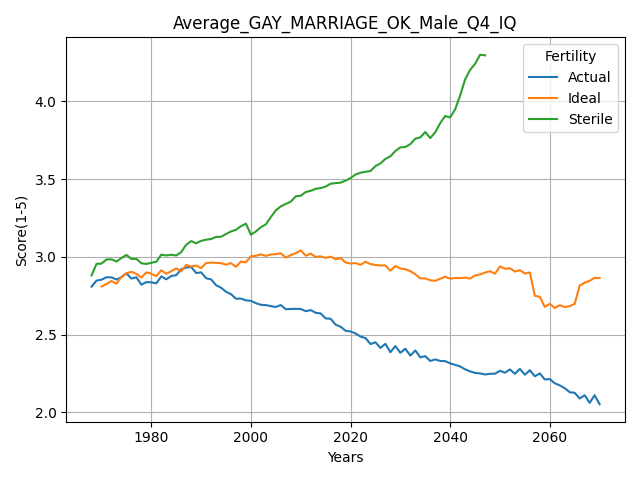 Average_GAY_MARRIAGE_OK_Male_Q4_IQ
Fertility
Actual
Ideal
Sterile
Score(1-5)
4.0
3.5
3.0
2.5
2.0
1980 2000 2020 2040 2060
Years